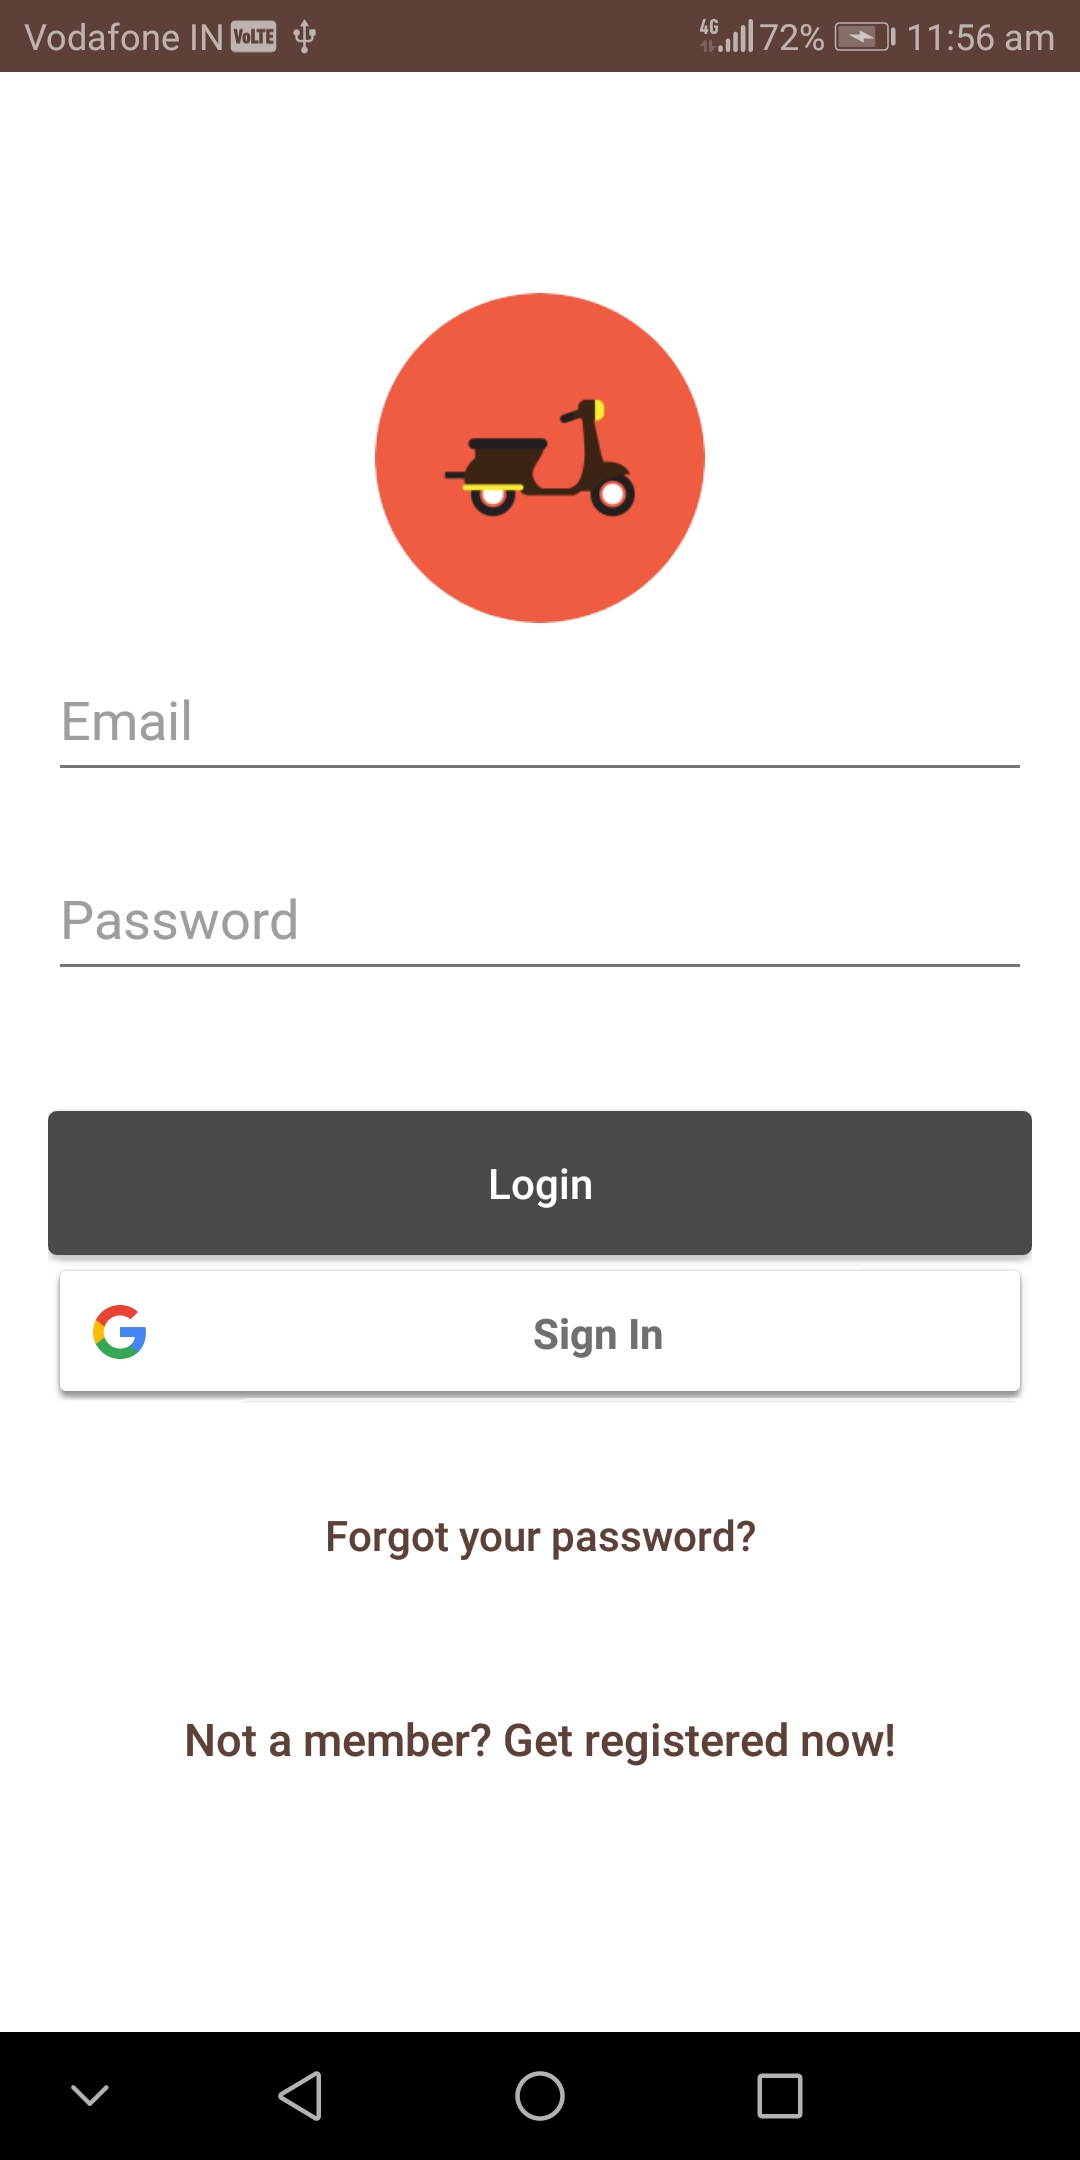 Vodafone IN VoLTE 4G 72% 11:56 am
Email
Password
Login
Sign In
Forgot your password?
Not a member? Get registered now!